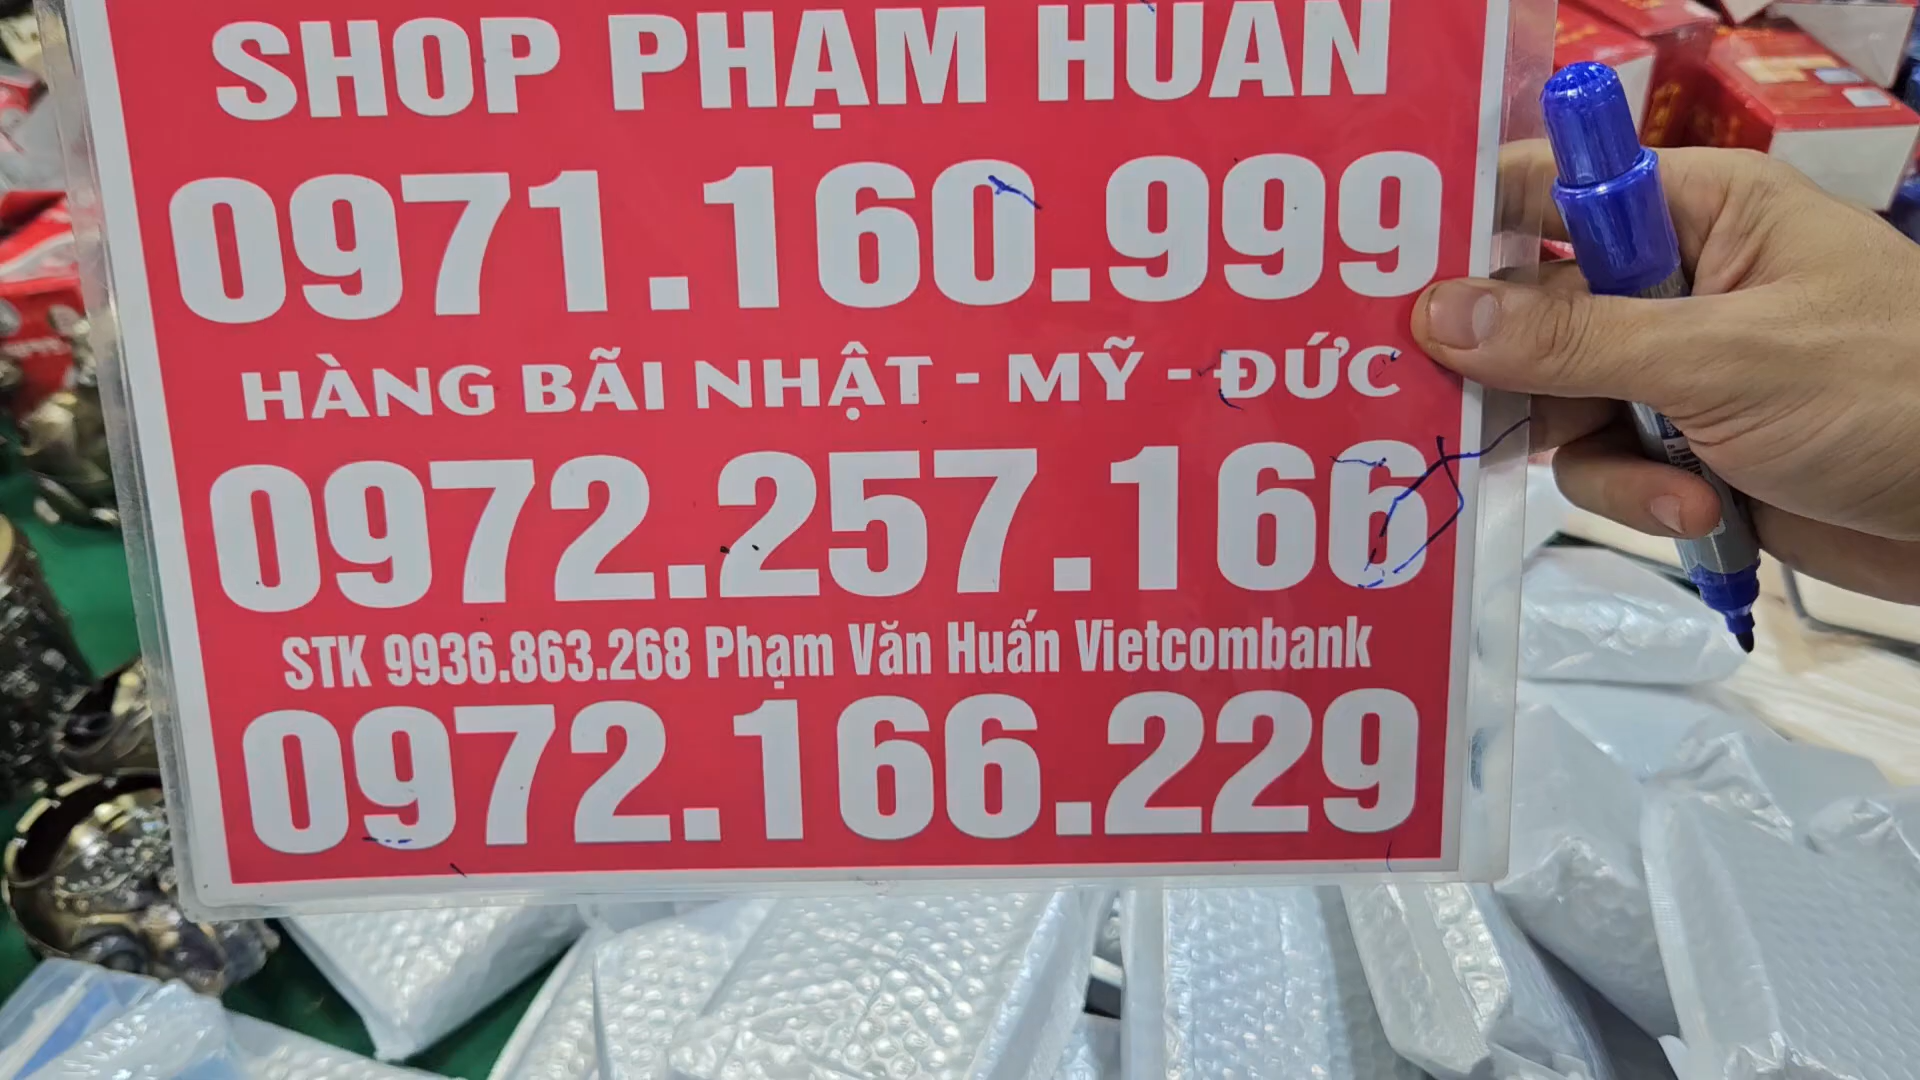 SHOP PHẠM HUẤN
0971.160.999
HÀNG BÃI NHẬT - MỸ - ĐỨC
0972.257.166
STK 9936.863.268 Phạm Văn Huấn Vietcombank
0972.166.229